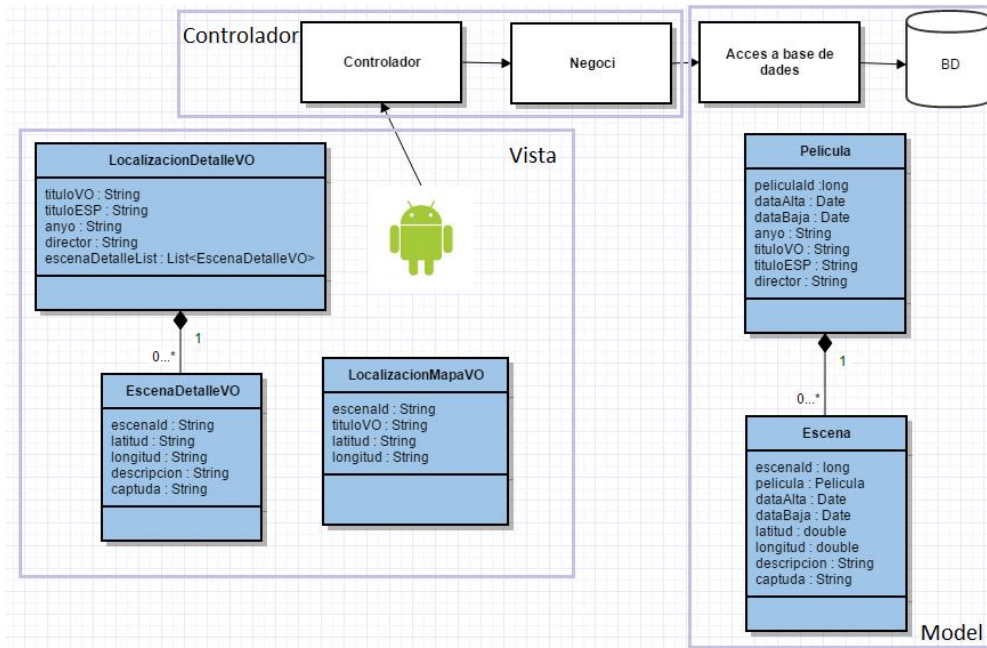 Controlador
Controlador
Negoci
Acces a base de
dades
BD
Vista
LocalizacionDetalleVO
tituloVO : String
tituloESP : String
anyo : String
director : String
escenaDetalleList : List<EscenaDetalleVO>
1
0...*
EscenaDetalleVO
escenaId : String
latitud : String
longitud : String
descripcion : String
captuda : String
LocalizacionMapaVO
escenaId : String
tituloVO : String
latitud : String
longitud : String
Pelicula
peliculaId :long
dataAlta : Date
dataBaja : Date
anyo : String
tituloVO : String
tituloESP : String
director : String
1
0...*
Escena
escenaId : long
pelicula : Pelicula
dataAlta : Date
dataBaja : Date
latitud : double
longitud : double
descripcion : String
captuda : String
Model